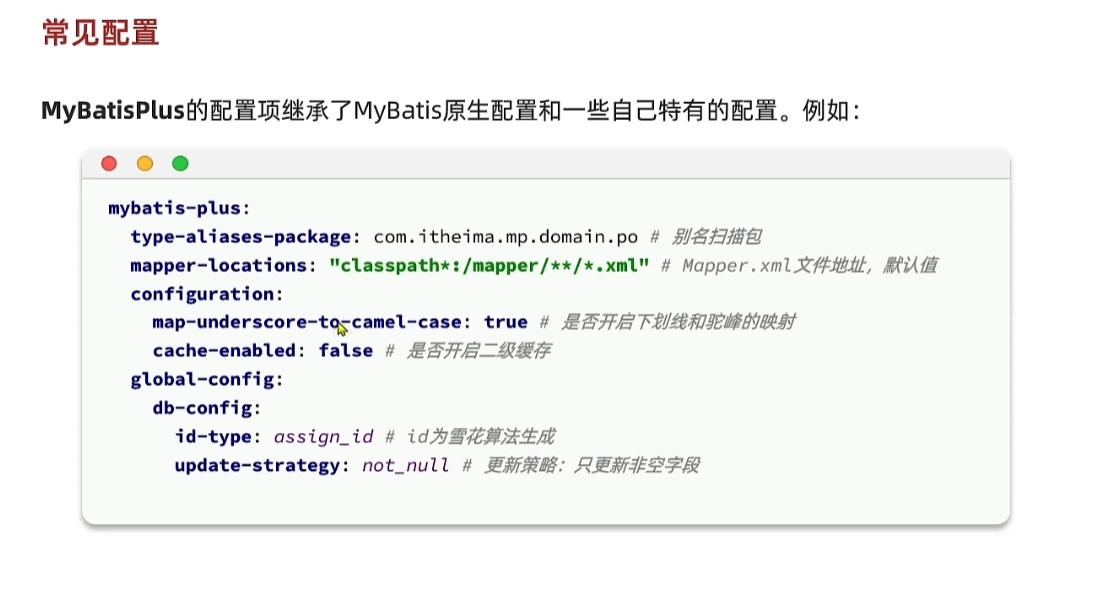 常见配置
MyBatisPlus的配置项继承了MyBatis原生配置和一些自己特有的配置。例如：
mybatis-plus:
  type-aliases-package: com.itheima.mp.domain.po # 别名扫描包
  mapper-locations: "classpath*:/mapper/**/*.xml" # Mapper.xml文件地址，默认值
  configuration:
    map-underscore-to-camel-case: true # 是否开启下划线和驼峰的映射
    cache-enabled: false # 是否开启二级缓存
  global-config:
    db-config:
      id-type: assign_id # id为雪花算法生成
      update-strategy: not_null # 更新策略：只更新非空字段